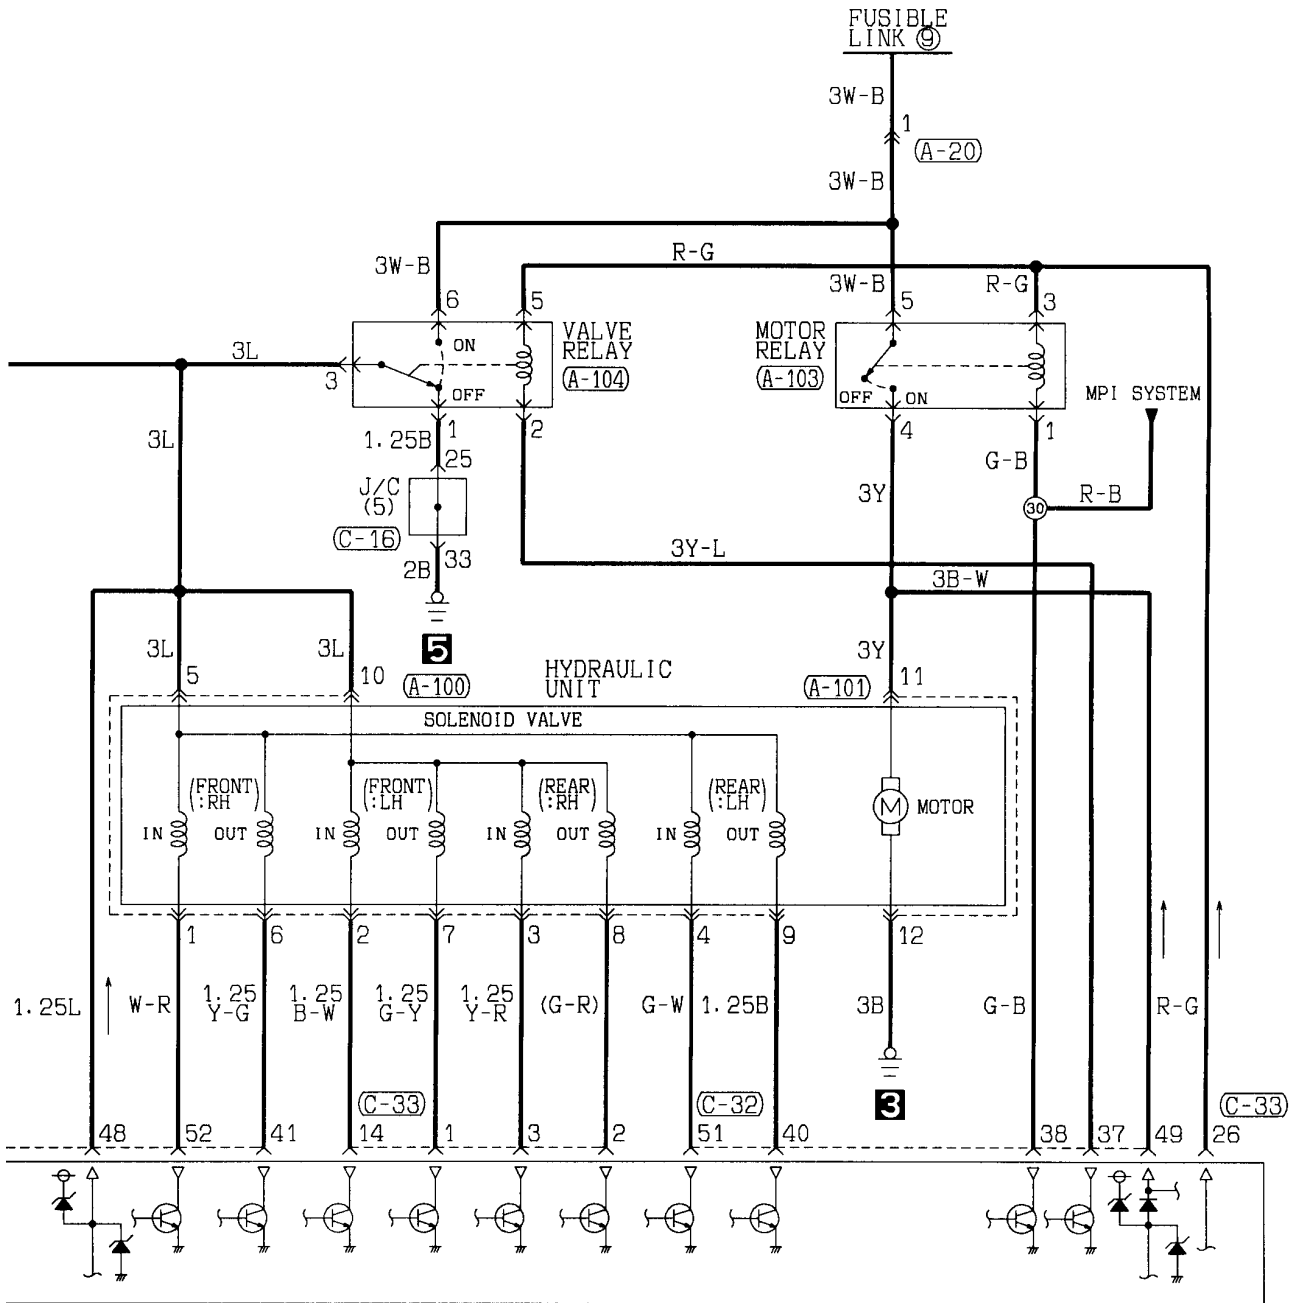 FUSIBLE
LINK ⑨
3W-B
1
(A-20)
3W-B
R-G
3W-B
3W-B
R-G
6
5
5
3
VALVE
RELAY
(A-104)
MOTOR
RELAY
(A-103)
ON
OFF
OFF
ON
3L
3
MPI SYSTEM
3L
1.25B
1
2
4
1
25
G-B
J/C
(5)
3Y
R-B
30
(C-16)
33
2B
3Y-L
3B-W
5
3L
3L
3Y
5
10
(A-100)
HYDRAULIC
UNIT
(A-101)
11
SOLENOID VALVE
(FRONT
:RH)
(FRONT
:LH)
(REAR
:RH)
(REAR
:LH)
IN
OUT
IN
OUT
IN
OUT
IN
OUT
M
MOTOR
1
6
2
7
3
8
4
9
12
1.25L
W-R
1.25
Y-G
1.25
B-W
1.25
G-Y
1.25
Y-R
(G-R)
G-W
1.25B
3B
G-B
R-G
3
(C-33)
(C-32)
(C-33)
48
52
41
14
1
3
2
51
40
38
37
49
26